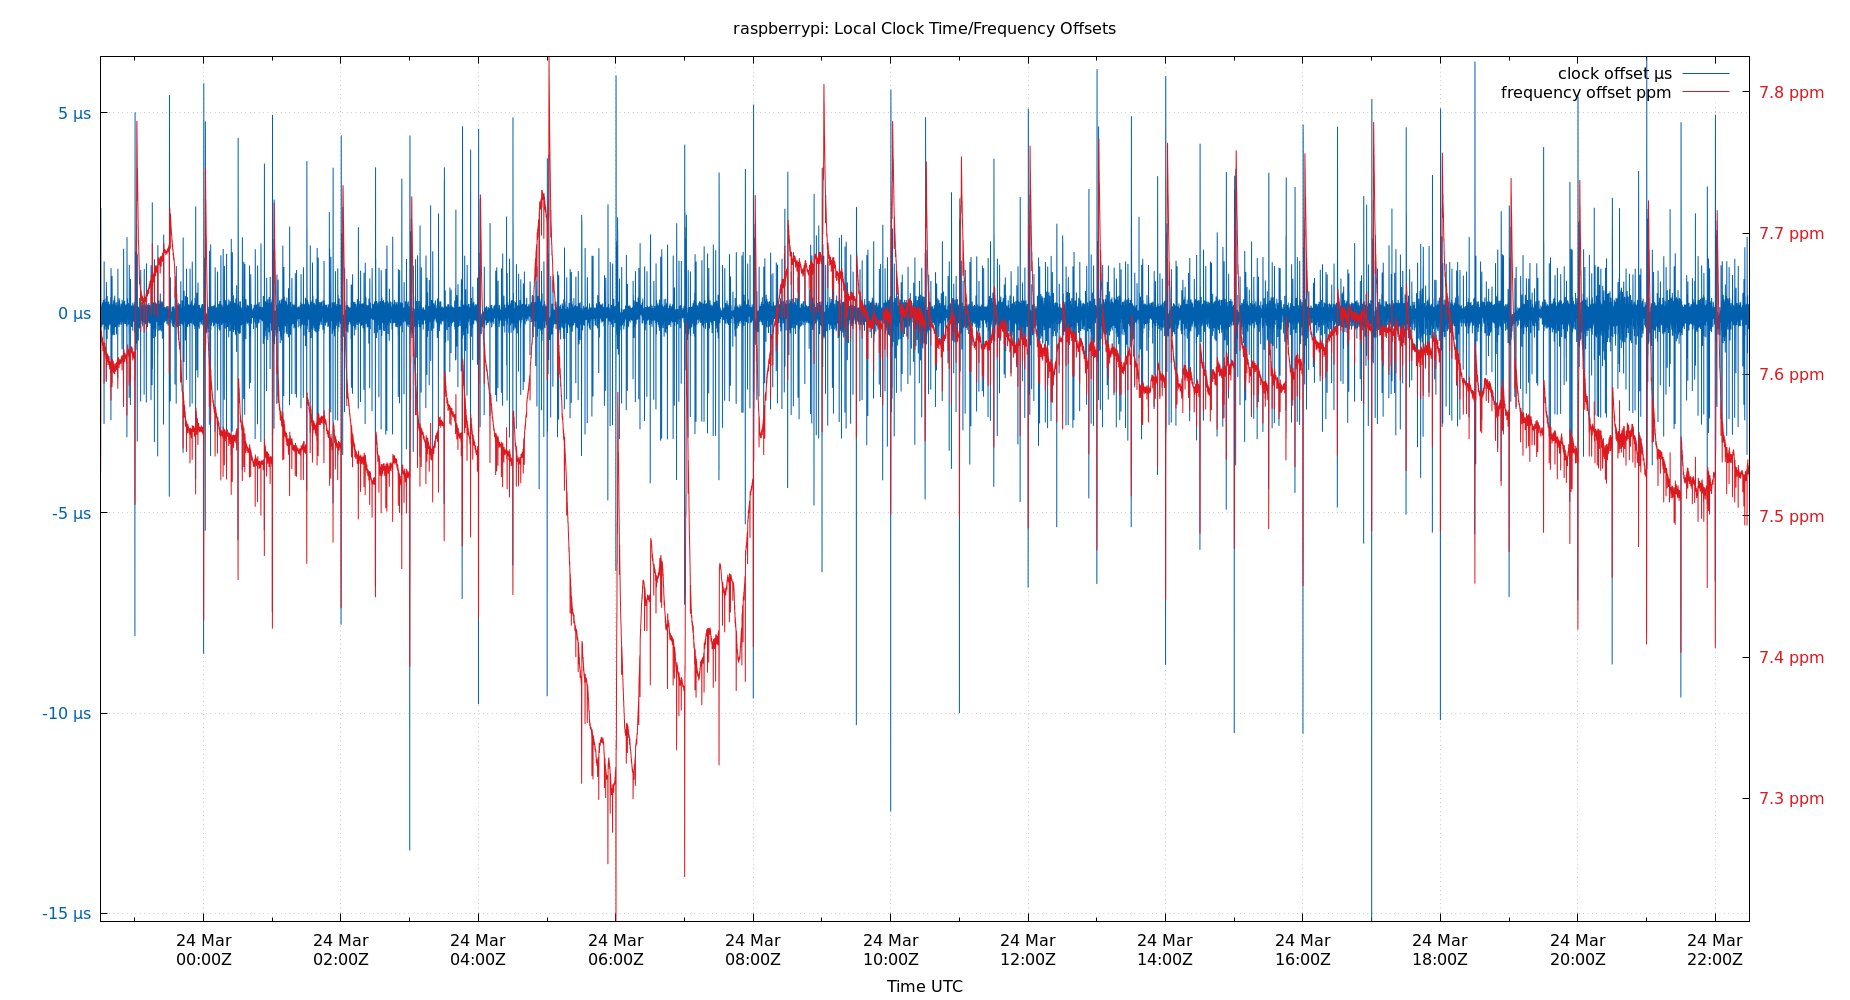 raspberrypi: Local Clock Time/Frequency Offsets
clock offset µs
frequency offset ppm
5 µs
0 µs
-5 µs
-10 µs
-15 µs
7.8 ppm
7.7 ppm
7.6 ppm
7.5 ppm
7.4 ppm
7.3 ppm
24 Mar 24 Mar 24 Mar 24 Mar 24 Mar 24 Mar 24 Mar 24 Mar 24 Mar 24 Mar 24 Mar 24 Mar
00:00Z 02:00Z 04:00Z 06:00Z 08:00Z 10:00Z 12:00Z 14:00Z 16:00Z 18:00Z 20:00Z 22:00Z
Time UTC